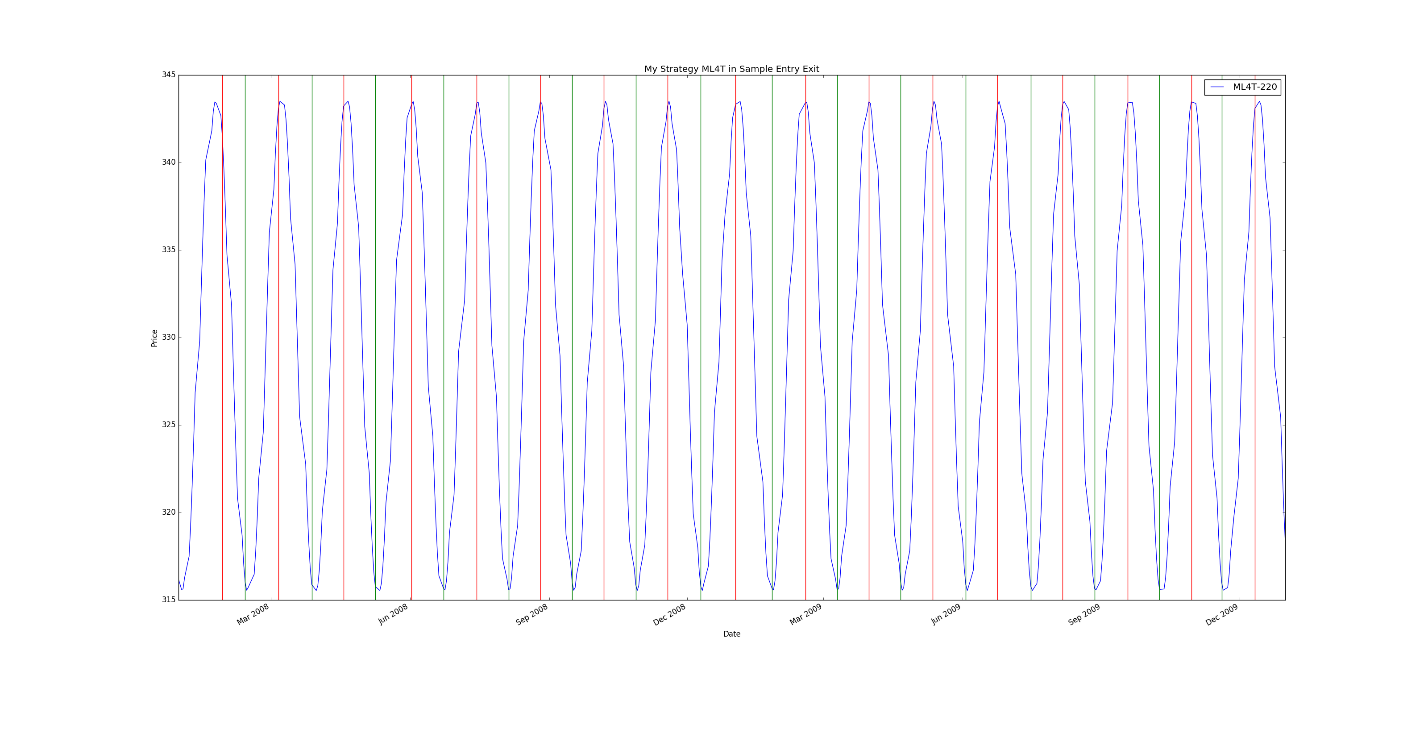 My Strategy ML4T in Sample Entry Exit
345
ML4T-220
340
335
330
Price
325
320
315
Mar 2008
Jun 2008
Sep 2008
Dec 2008
Mar 2009
Jun 2009
Sep 2009
Dec 2009
Date